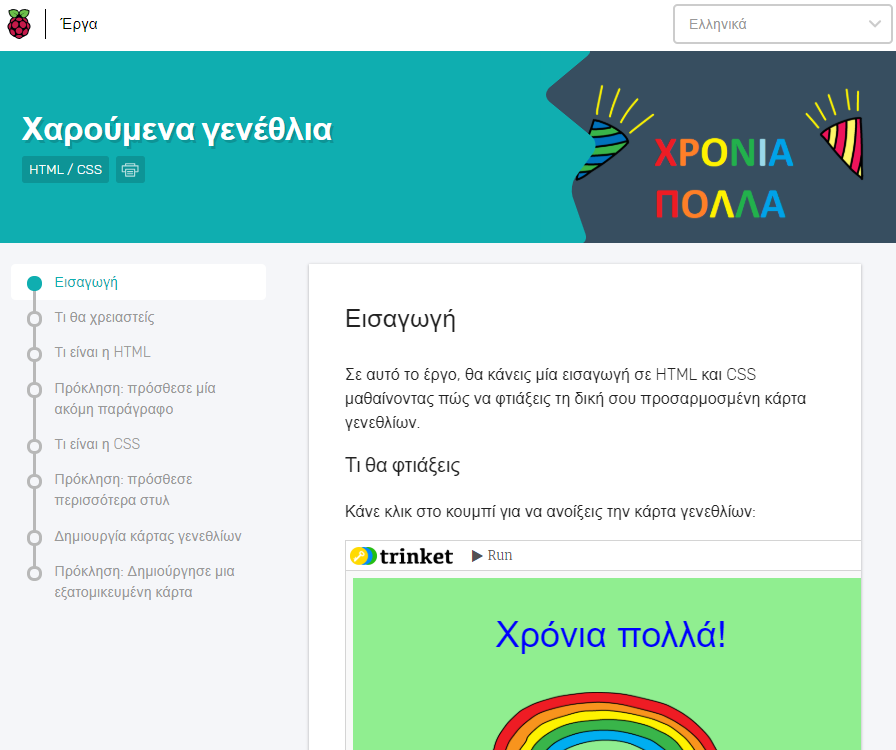 Έργα
Ελληνικά
Χαρούμενα γενέθλια
HTML / CSS
ΧΡΟΝΙΑ
ΠΟΛΛΑ
Εισαγωγή
Τι θα χρειαστείς
Τι είναι η HTML
Πρόκληση: πρόσθεσε μία
ακόμη παράγραφο
Τι είναι η CSS
Πρόκληση: πρόσθεσε
περισσότερα στυλ
Δημιουργία κάρτας γενεθλίων
Πρόκληση: Δημιούργησε μια
εξατομικευμένη κάρτα
Εισαγωγή
Σε αυτό το έργο, θα κάνεις μία εισαγωγή σε HTML και CSS
μαθαίνοντας πώς να φτιάξεις τη δική σου προσαρμοσμένη κάρτα
γενεθλίων.
Τι θα φτιάξεις
Κάνε κλικ στο κουμπί για να ανοίξεις την κάρτα γενεθλίων:
trinket Run
Χρόνια πολλά!